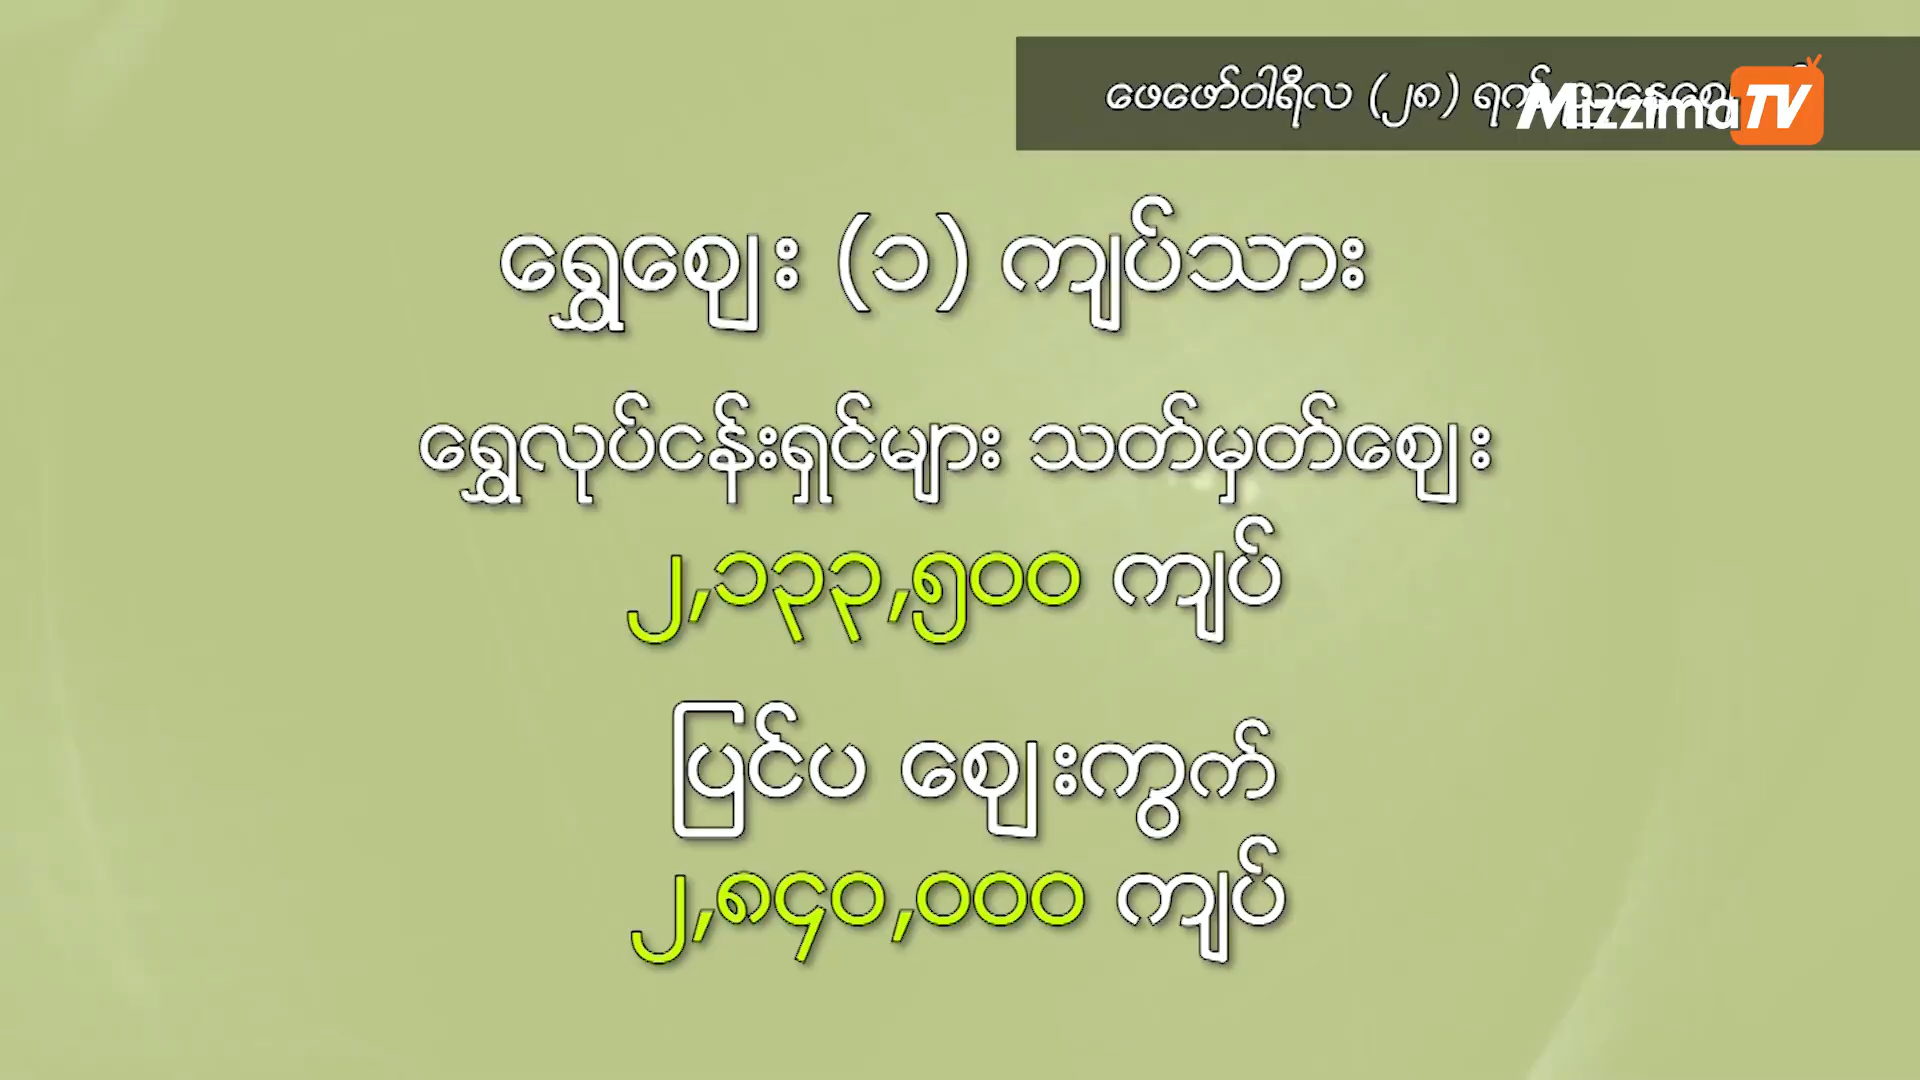 ဖေဖော်ဝါရီလ (၂၈) ရက်
Mizzima TV
ရွှေဈေး (၁) ကျပ်သား
ရွှေလုပ်ငန်းရှင်များ သတ်မှတ်ဈေး
၂,၁၃၃,၅၀၀ ကျပ်
ပြင်ပ ဈေးကွက်
၂,၈၄၀,၀၀၀ ကျပ်